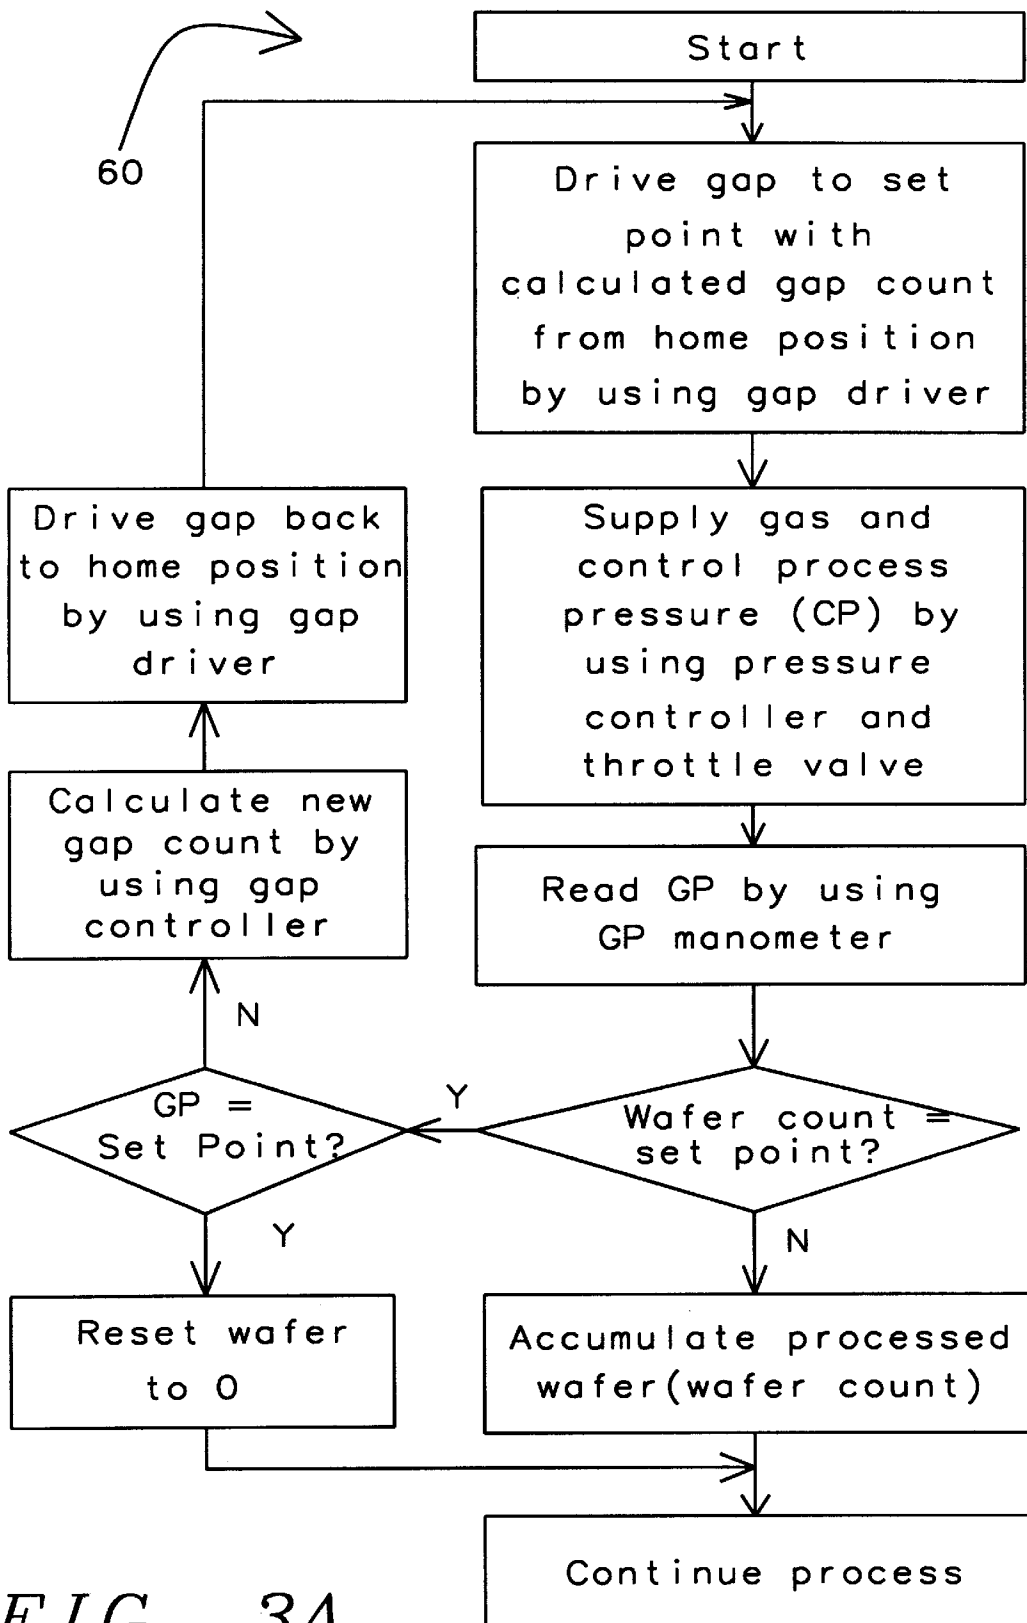 Start
60
Drive gap to set
point with
calculated gap count
from home position
by using gap driver
Supply gas and
control process
pressure (CP) by
using pressure
controller and
throttle valve
Read GP by using
GP manometer
Wafer count =
set point?
Y
N
GP =
Set Point?
N
Y
Calculate new
gap count by
using gap
controller
Drive gap back
to home position
by using gap
driver
Reset wafer
to 0
Accumulate processed
wafer(wafer count)
Continue process
FIG. 3A